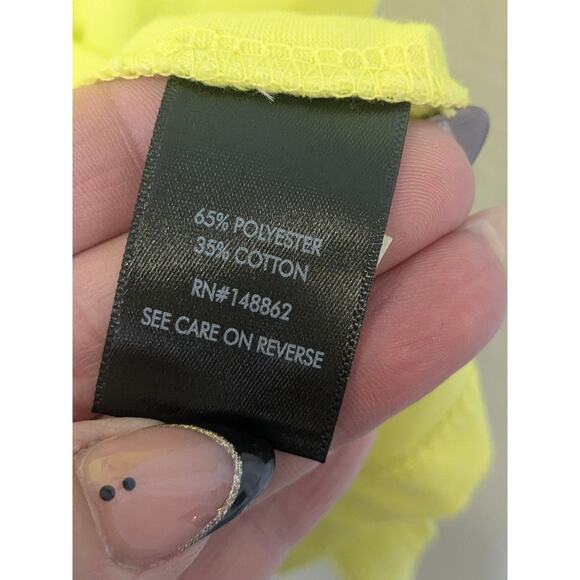 65% POLYESTER
35% COTTON
RN#148862
SEE CARE ON REVERSE